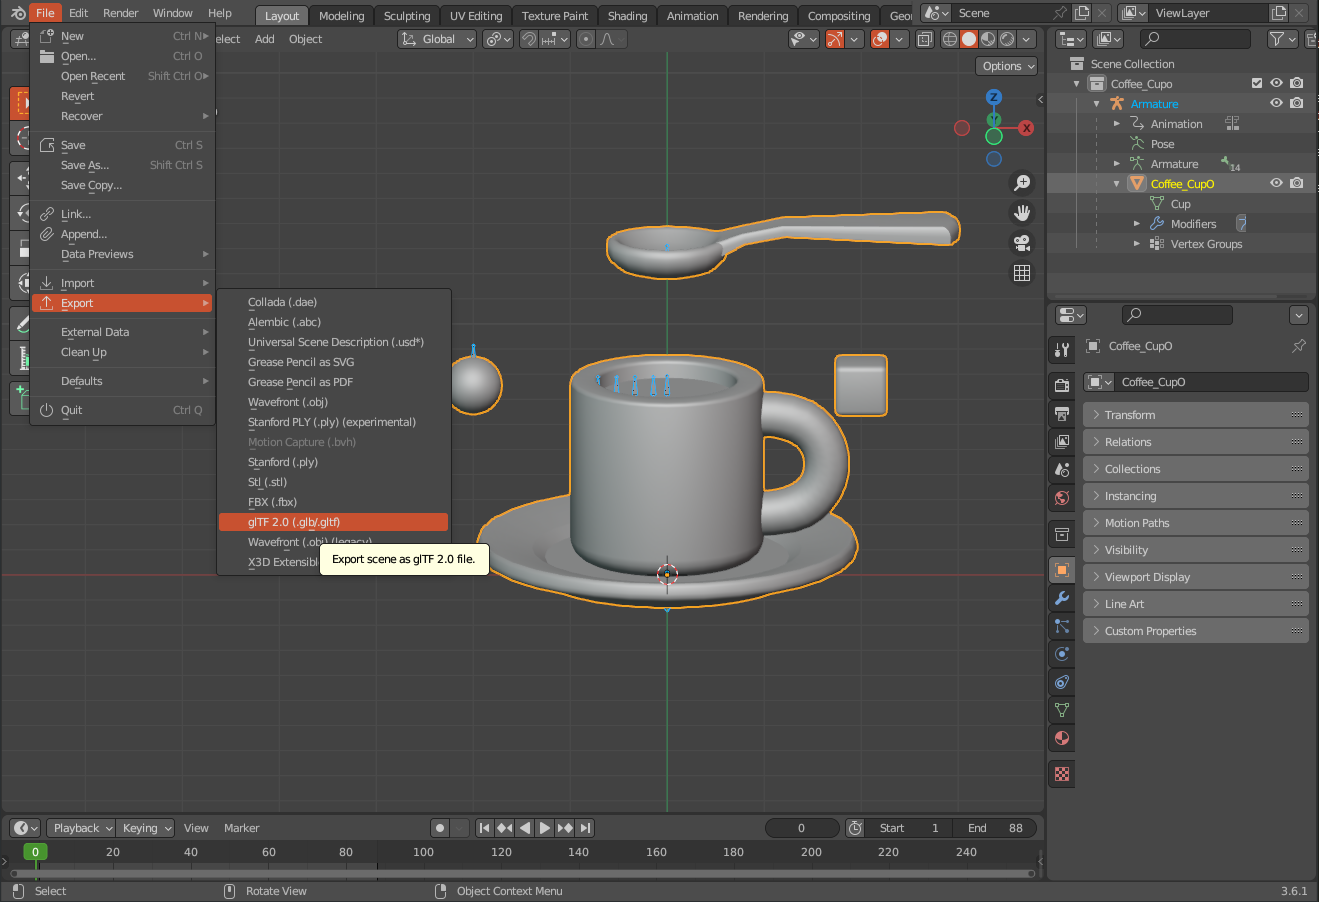 File Edit Render Window Help Layout Modeling Sculpting UV Editing Texture Paint Shading Animation Rendering Compositing Scene ViewLayer
elect Add Object Global
Options
New Ctrl N
Open... Ctrl O
Open Recent Shift Ctrl O
Revert
Recover
Save Ctrl S
Save As... Shift Ctrl S
Save Copy...
Link...
Append...
Data Previews
Import
Export
External Data
Clean Up
Defaults
Quit Ctrl Q
Collada (.dae)
Alembic (.abc)
Universal Scene Description (.usd*)
Grease Pencil as SVG
Grease Pencil as PDF
Wavefront (.obj)
Stanford PLY (.ply) (experimental)
Motion Capture (.bvh)
Stanford (.ply)
Stl (.stl)
FBX (.fbx)
glTF 2.0 (.glb/.gltf)
Wavefront (.obj) (legacy)
X3D Extensibl
Export scene as glTF 2.0 file.
Z
Y
X
Scene Collection
Coffee_Cupo
Armature
Animation
Pose
Armature 14
Coffee_CupO
Cup
Modifiers
Vertex Groups
Coffee_CupO
Coffee_CupO
Transform
Relations
Collections
Instancing
Motion Paths
Visibility
Viewport Display
Line Art
Custom Properties
Playback Keying View Marker 0 Start 1 End 88
0 20 40 60 80 100 120 140 160 180 200 220 240
Select Rotate View Object Context Menu 3.6.1